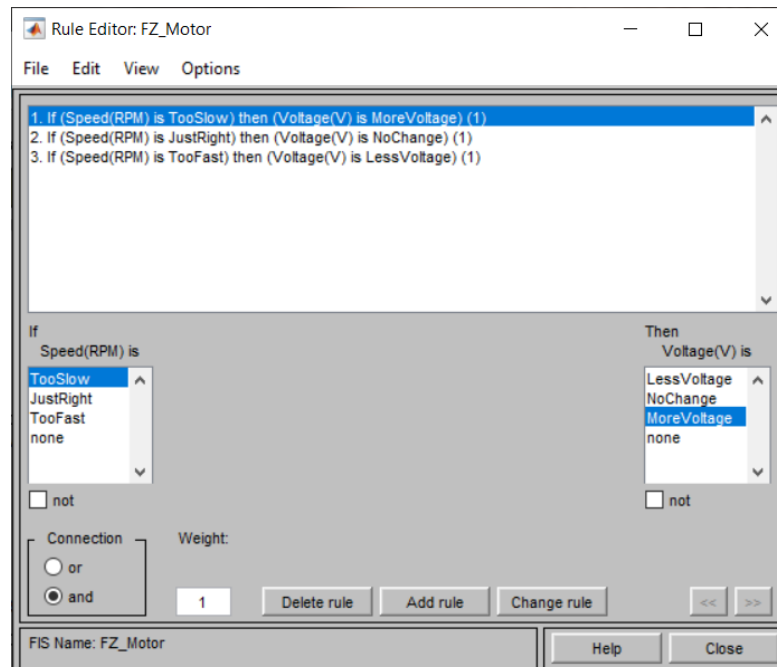 Rule Editor: FZ_Motor
File Edit View Options
1. If (Speed(RPM) is TooSlow) then (Voltage(V) is MoreVoltage) (1)
2. If (Speed(RPM) is JustRight) then (Voltage(V) is NoChange) (1)
3. If (Speed(RPM) is TooFast) then (Voltage(V) is LessVoltage) (1)
If
Speed(RPM) is
TooSlow
JustRight
TooFast
none
not
Then
Voltage(V) is
LessVoltage
NoChange
MoreVoltage
none
not
Connection
or
and
Weight:
1
Delete rule Add rule Change rule << >>
FIS Name: FZ_Motor
Help Close